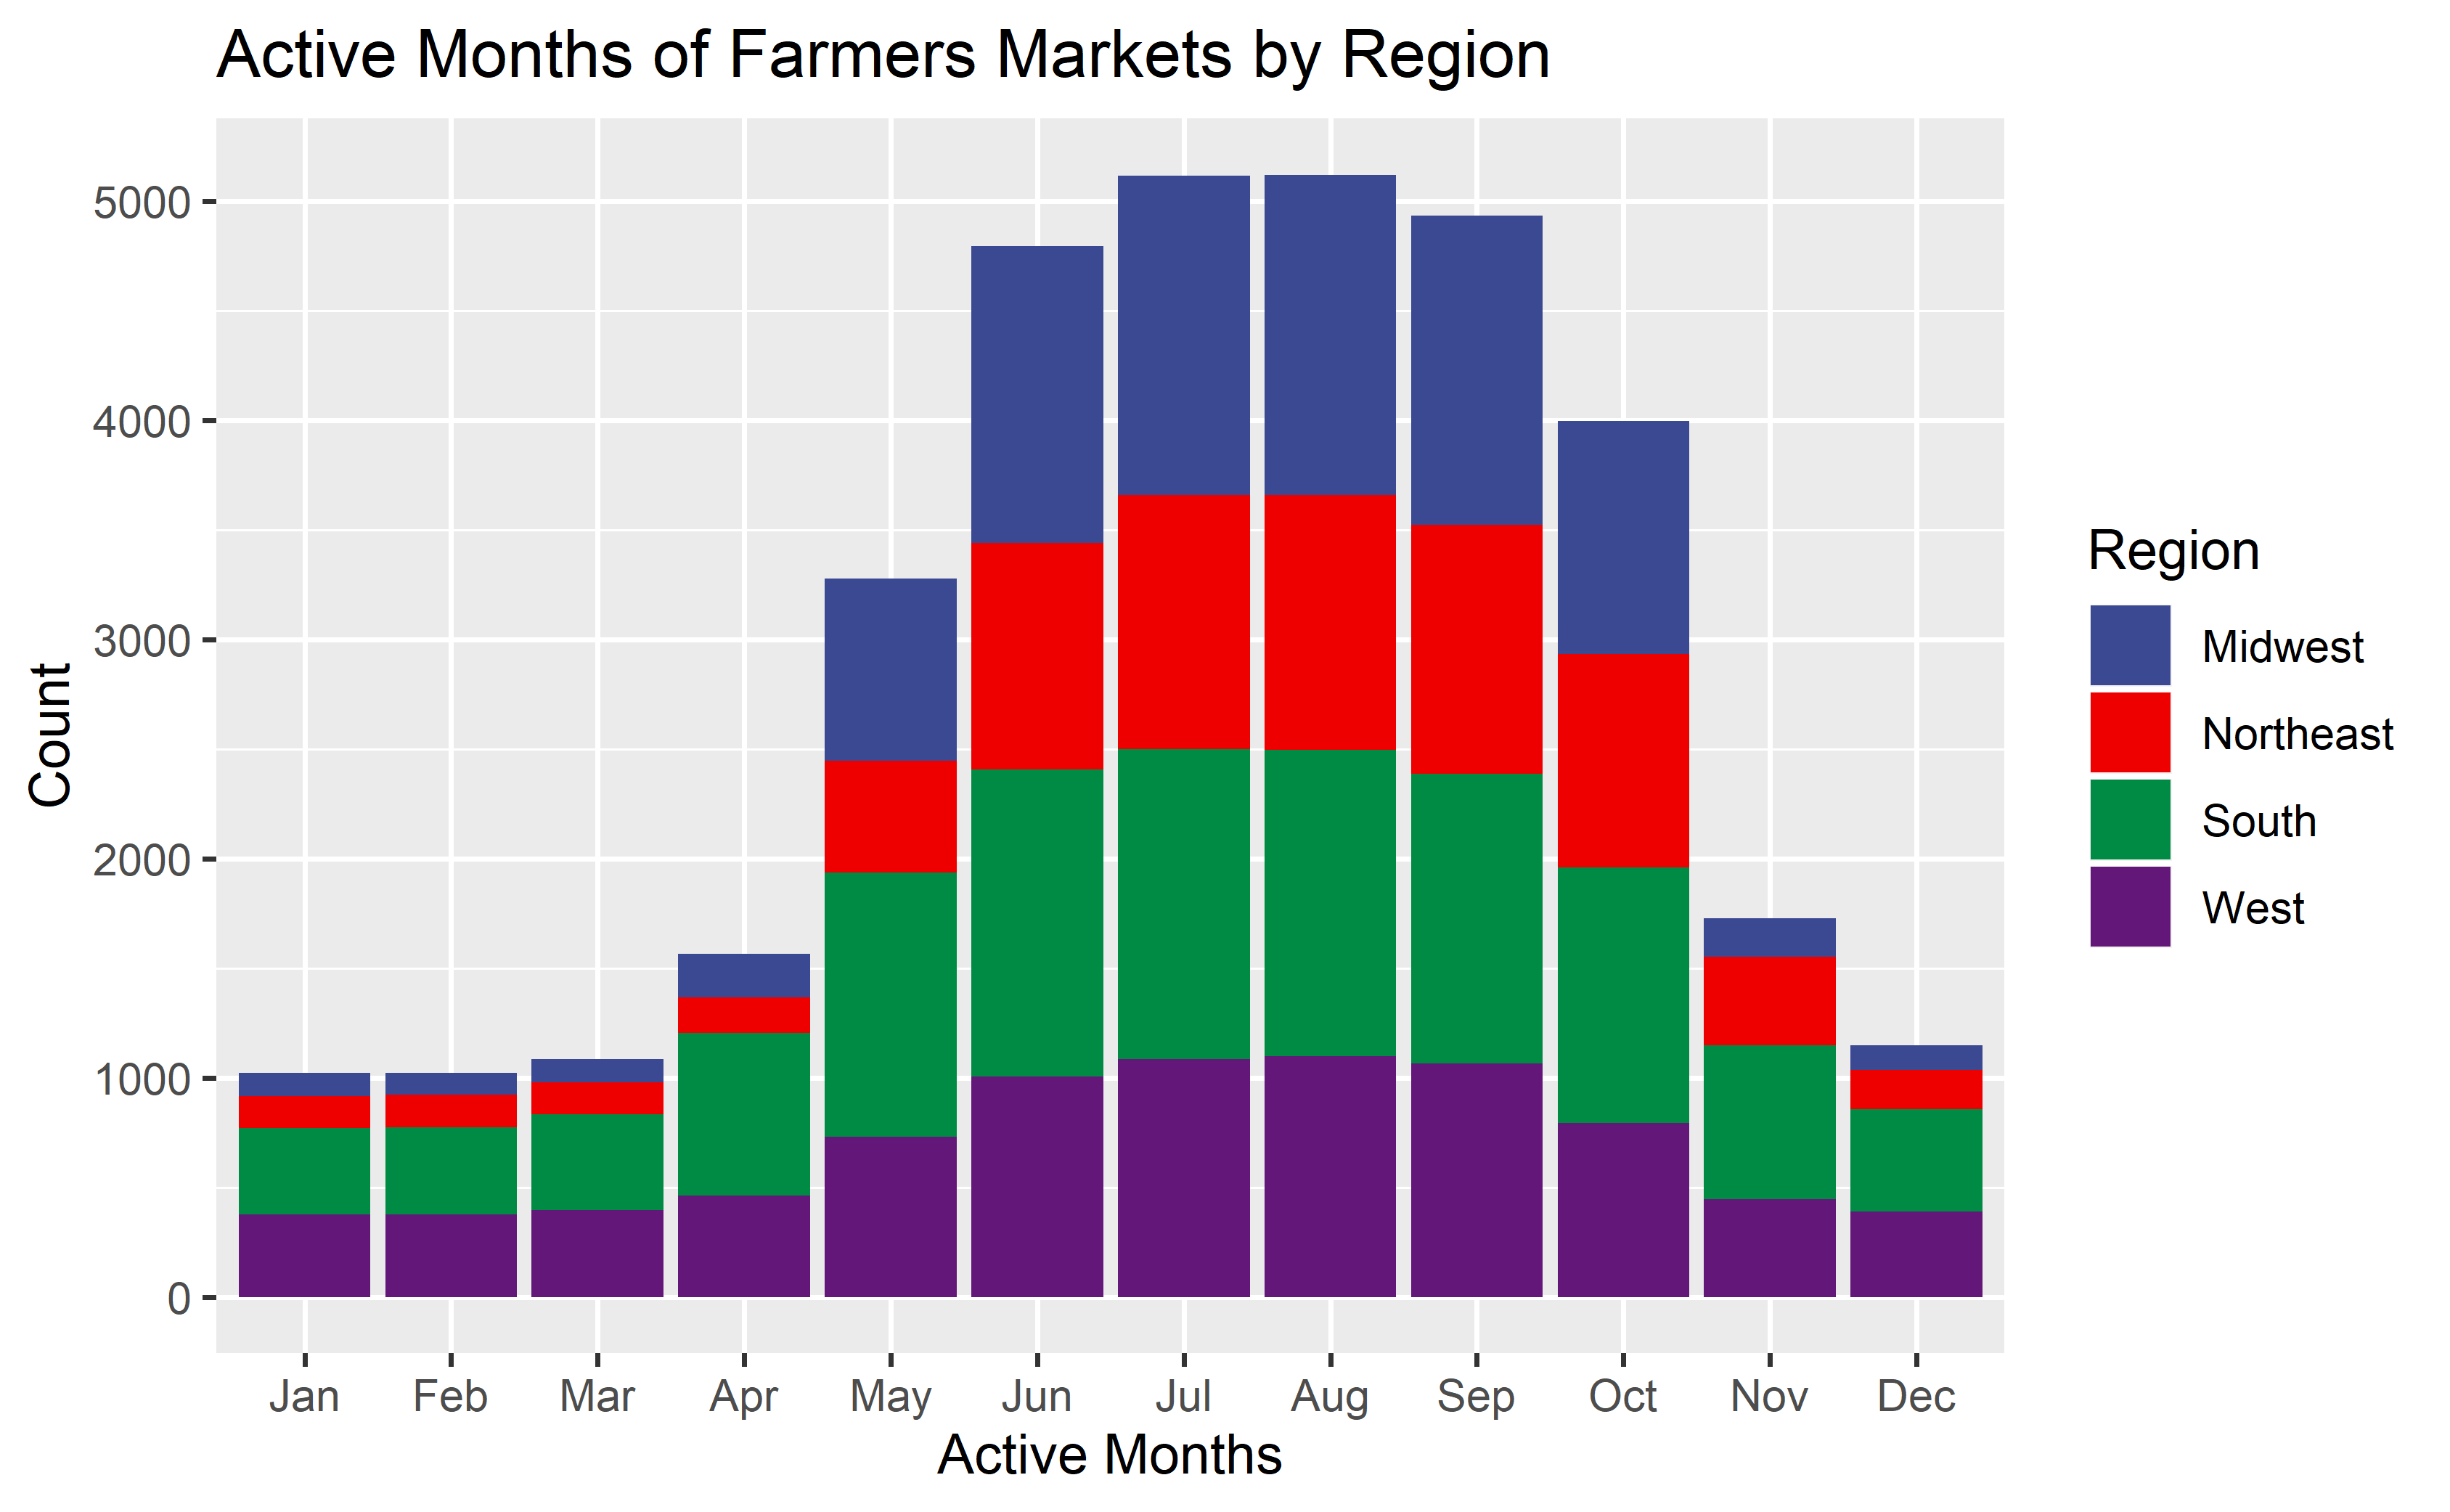 Active Months of Farmers Markets by Region
Count
5000
4000
3000
2000
1000
0
Jan Feb Mar Apr May Jun Jul Aug Sep Oct Nov Dec
Active Months
Region
Midwest
Northeast
South
West